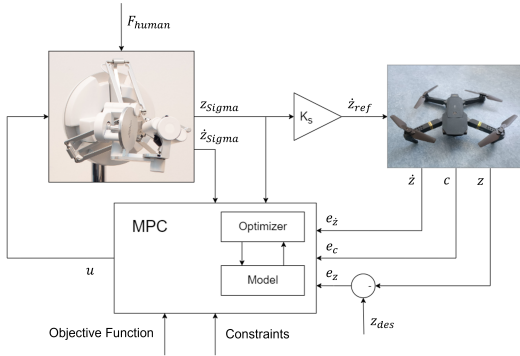 F_human
z_Sigma
ż_Sigma
K_s
ż_ref
ż
c
z
MPC
Optimizer
Model
e_ż
e_c
e_z
-
u
z_des
Objective Function
Constraints